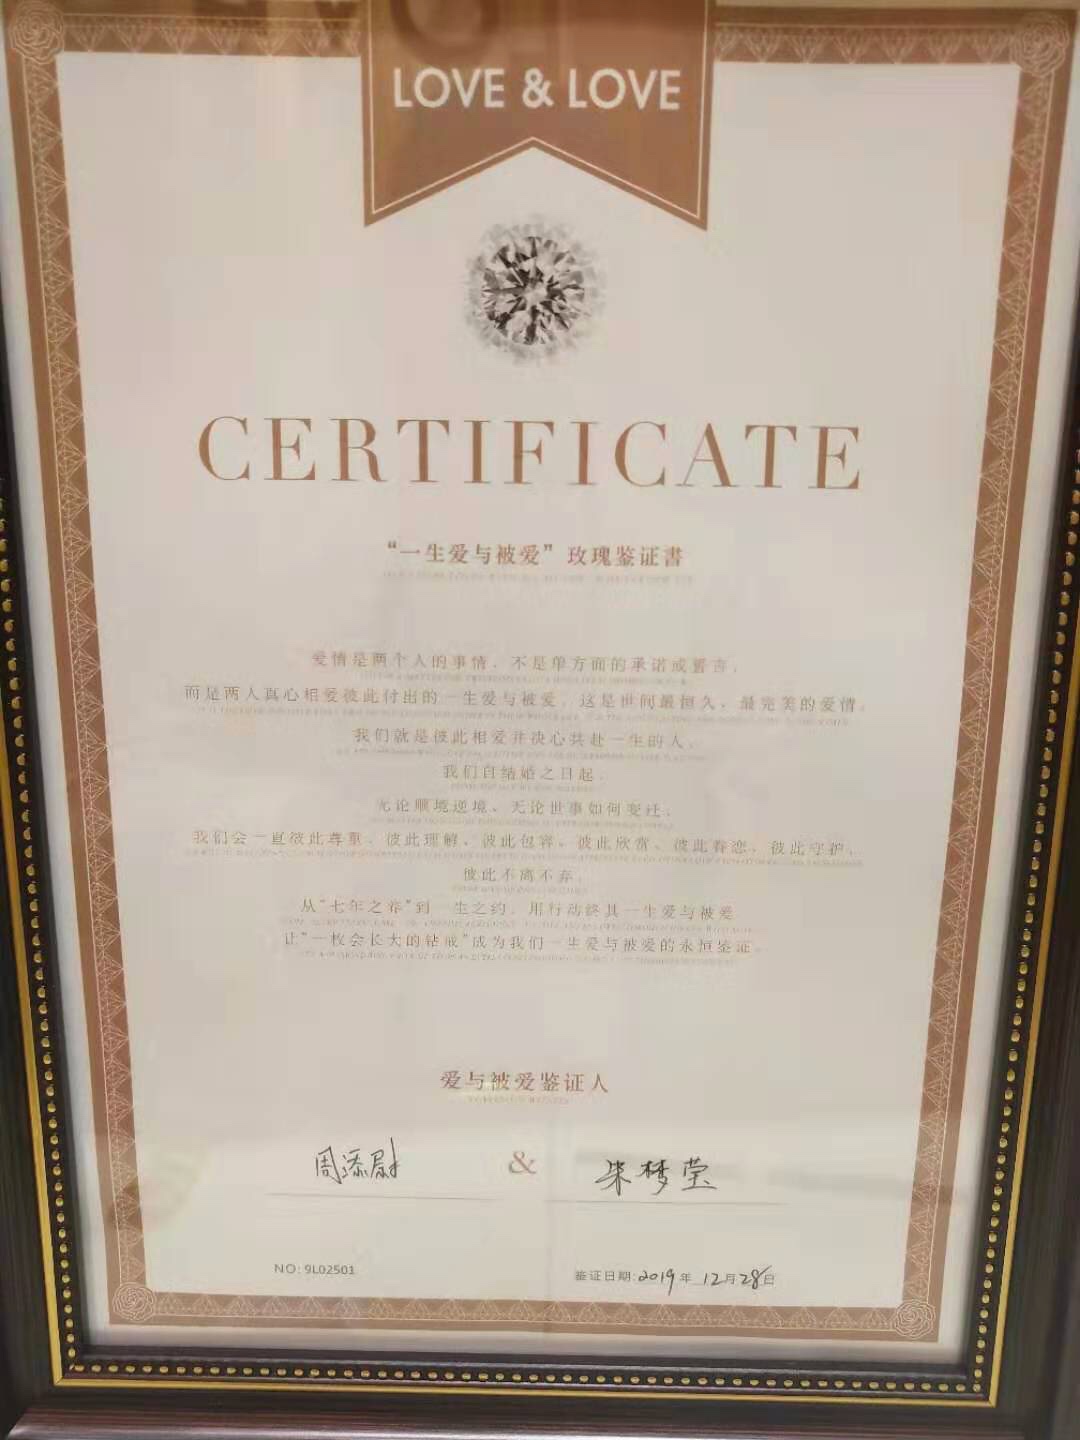 LOVE & LOVE
CERTIFICATE
“一生爱与被爱”玫瑰鉴证書
爱情是两个人的事情，不是单方面的承诺或誓言，
而是两人真心相爱彼此付出的一生爱与被爱，这是世间最恒久、最完美的爱情。
我们就是彼此相爱并决心共赴一生的人，
我们自结婚之日起，
无论顺境逆境、无论世事如何变迁，
我们会一直彼此尊重、彼此理解、彼此包容、彼此欣赏、彼此眷恋、彼此守护，
彼此不离不弃，
从“七年之养”到一生之约，用行动终其一生爱与被爱
让“一枚会长大的钻戒”成为我们一生爱与被爱的永恒鉴证。
爱与被爱鉴证人
周添尉 & 朱梦莹
NO: 9L02501
鉴证日期:2019年12月28日